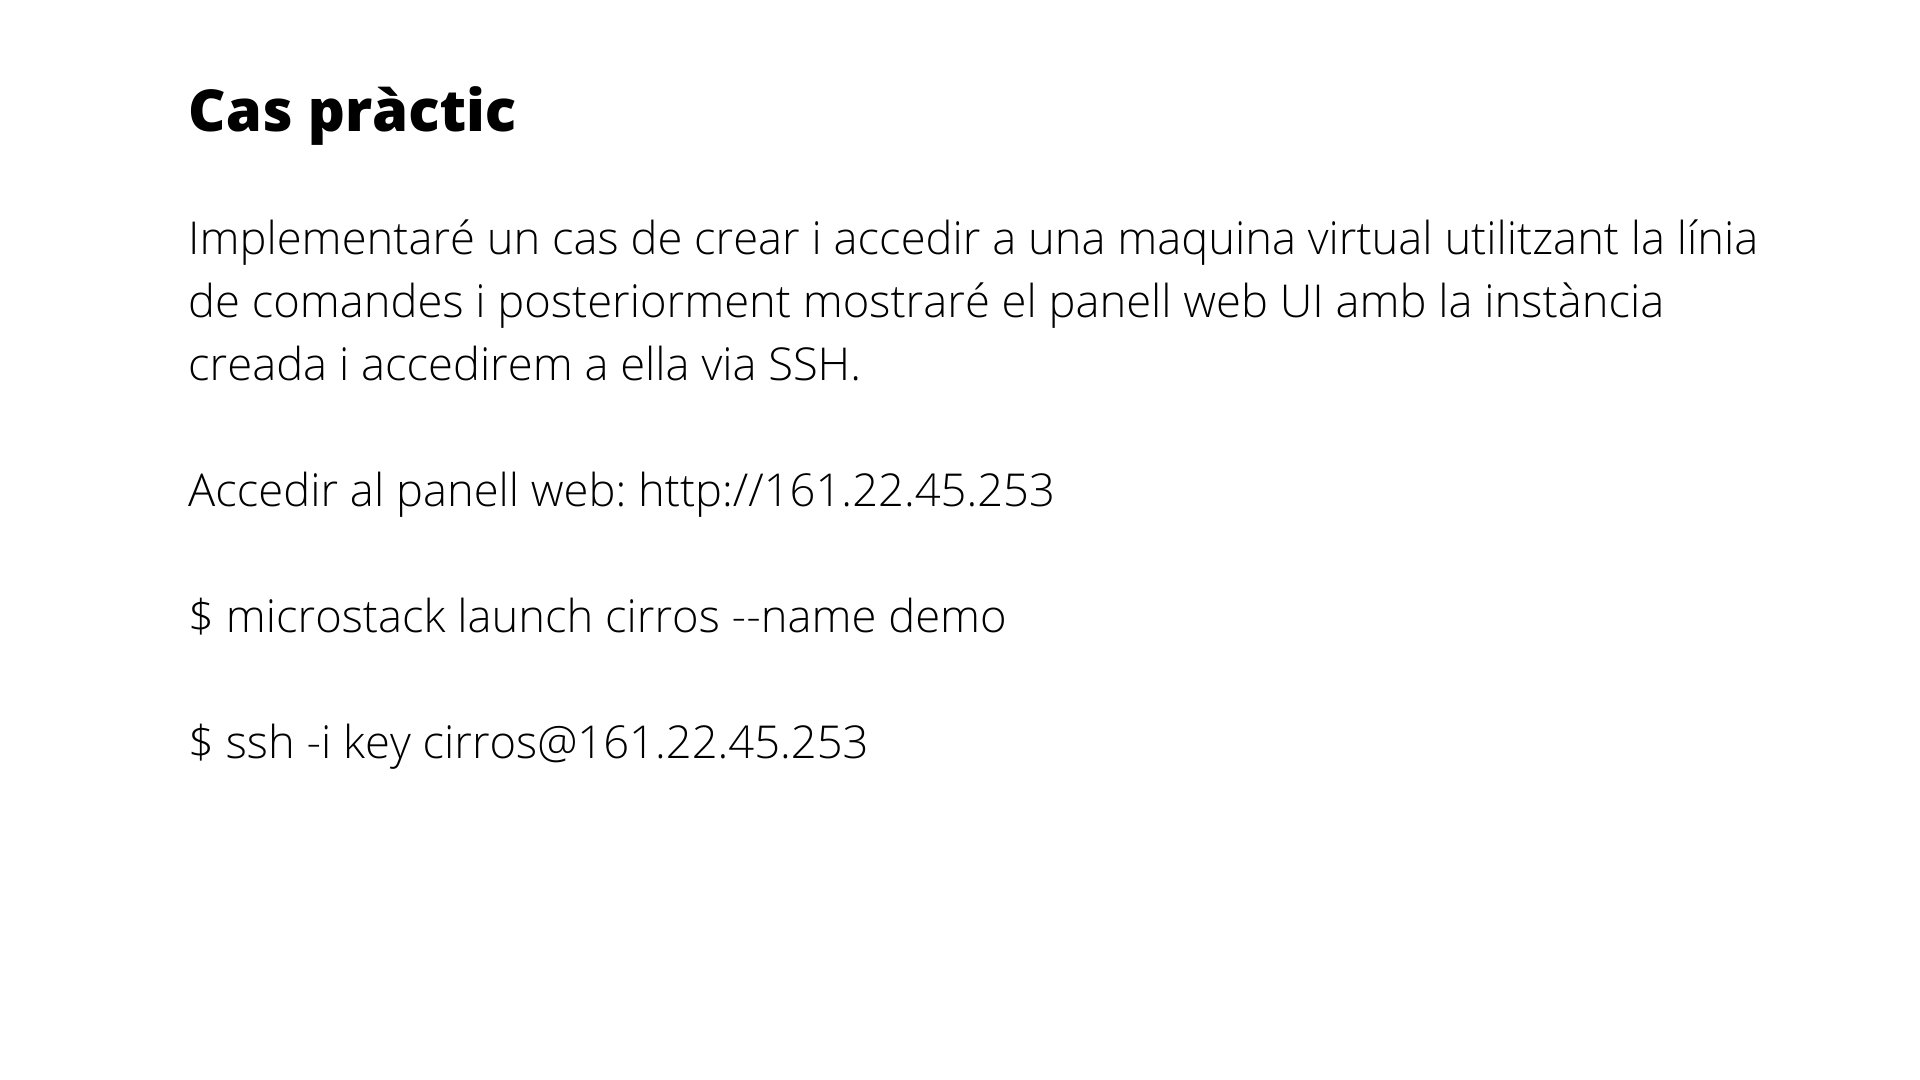 Cas pràctic
Implementaré un cas de crear i accedir a una maquina virtual utilitzant la línia
de comandes i posteriorment mostraré el panell web UI amb la instància
creada i accedirem a ella via SSH.
Accedir al panell web: http://161.22.45.253
$ microstack launch cirros --name demo
$ ssh -i key cirros@161.22.45.253